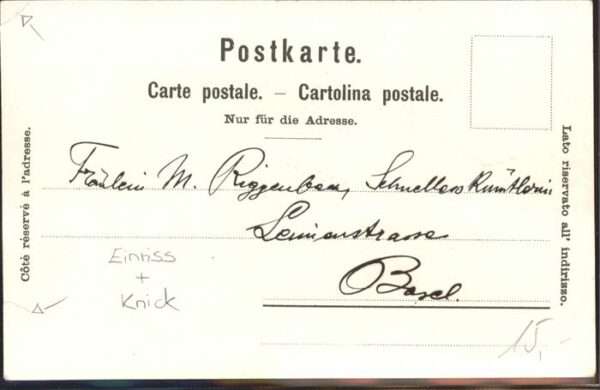 Postkarte.
Carte postale. – Cartolina postale.
Nur für die Adresse.
Côté réservé à l'adresse.
Lato riservato all' indirizzo.
Fräulein M.
Basel.
Einriss
+
Knick
15,-